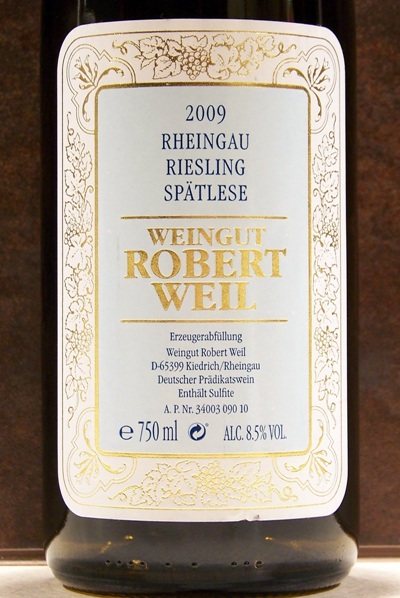 2009
RHEINGAU
RIESLING
SPÄTLESE
WEINGUT
ROBERT
WEIL
Erzeugerabfüllung
Weingut Robert Weil
D-65399 Kiedrich/Rheingau
Deutscher Prädikatswein
Enthält Sulfite
A. P. Nr. 34003 090 10
℮ 750 ml ALC. 8.5% VOL.